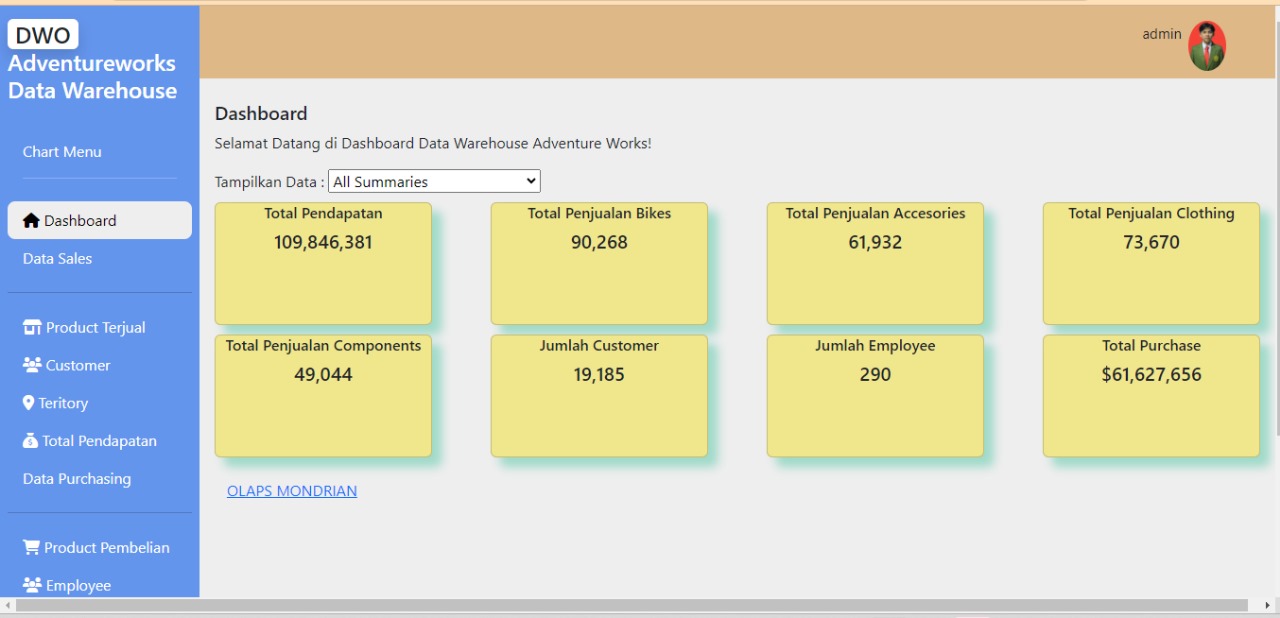 DWO
Adventureworks
Data Warehouse
Chart Menu
Dashboard
Data Sales
Product Terjual
Customer
Teritory
Total Pendapatan
Data Purchasing
Product Pembelian
Employee
admin
Dashboard
Selamat Datang di Dashboard Data Warehouse Adventure Works!
Tampilkan Data : All Summaries
Total Pendapatan
109,846,381
Total Penjualan Bikes
90,268
Total Penjualan Accesories
61,932
Total Penjualan Clothing
73,670
Total Penjualan Components
49,044
Jumlah Customer
19,185
Jumlah Employee
290
Total Purchase
$61,627,656
OLAPS MONDRIAN